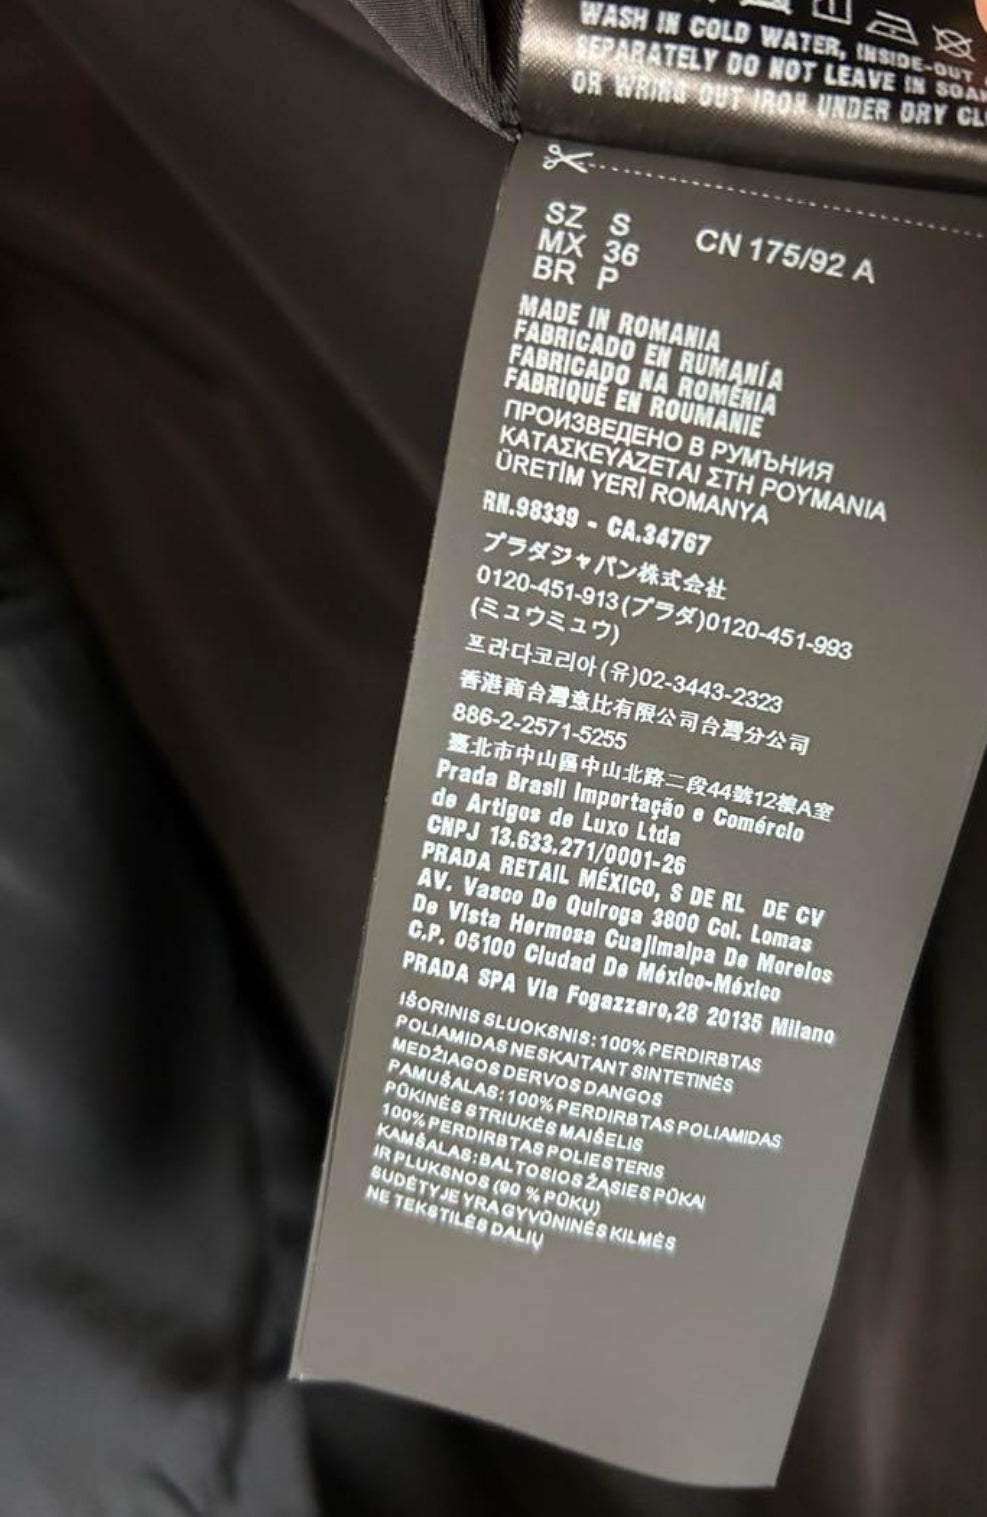 WASH IN COLD WATER, INSIDE-OUT
SEPARATELY DO NOT LEAVE IN SOAK
OR WRING OUT IRON UNDER DRY CLO
SZ S
MX 36
BR P
CN 175/92 A
MADE IN ROMANIA
FABRICADO EN RUMANÍA
FABRICADO NA ROMÉNIA
FABRIQUÉ EN ROUMANIE
ПРОИЗВЕДЕНО В РУМЪНИЯ
ΚΑΤΑΣΚΕΥΑΖΕΤΑΙ ΣΤΗ ΡΟΥΜΑΝΙΑ
ÜRETİM YERİ ROMANYA
RN.98339 - CA.34767
プラダジャパン株式会社
0120-451-913(プラダ)0120-451-993
(ミュウミュウ)
프라다코리아(유)02-3443-2323
香港商台灣意比有限公司台灣分公司
886-2-2571-5255
臺北市中山區中山北路二段44號12樓A室
Prada Brasil Importação e Comércio
de Artigos de Luxo Ltda
CNPJ 13.633.271/0001-26
PRADA RETAIL MÉXICO, S DE RL DE CV
AV. Vasco De Quiroga 3800 Col. Lomas
De Vista Hermosa Cuajimalpa De Morelos
C.P. 05100 Ciudad De México-México
PRADA SPA Via Fogazzaro,28 20135 Milano
IŠORINIS SLUOKSNIS: 100% PERDIRBTAS
POLIAMIDAS NESKAITANT SINTETINĖS
MEDŽIAGOS DERVOS DANGOS
PAMUŠALAS: 100% PERDIRBTAS POLIAMIDAS
PŪKINĖS STRIUKĖS MAIŠELIS
100% PERDIRBTAS POLIESTERIS
KAMŠALAS: BALTOSIOS ŽĄSIES PŪKAI
IR PLUKSNOS (90 % PŪKŲ)
SUDĖTYJE YRA GYVŪNINĖS KILMĖS
NE TEKSTILĖS DALIŲ